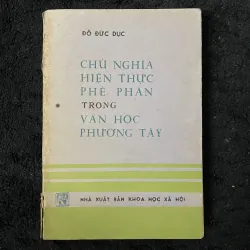 ĐỖ ĐỨC DỤC
CHỦ NGHĨA
HIỆN THỰC
PHÊ PHÁN
TRONG
VĂN HỌC
PHƯƠNG TÂY
NHÀ XUẤT BẢN KHOA HỌC XÃ HỘI